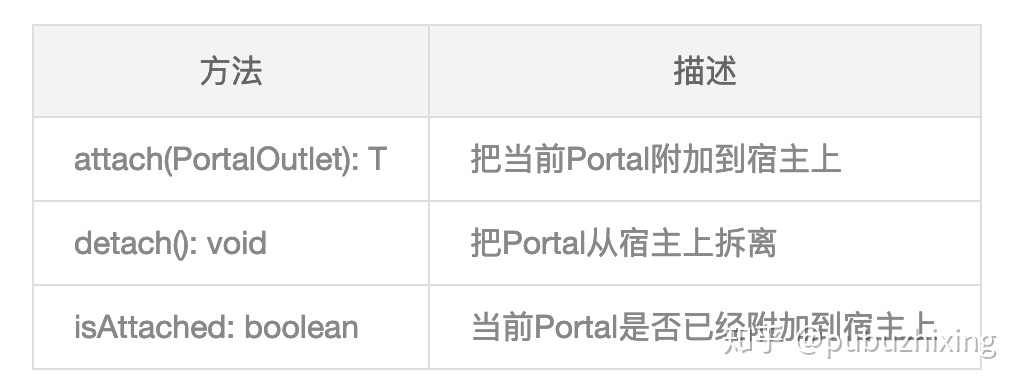 方法 描述
attach(PortalOutlet): T 把当前Portal附加到宿主上
detach(): void 把Portal从宿主上拆离
isAttached: boolean 当前Portal是否已经附加到宿主上
知乎 @pubuzhixing